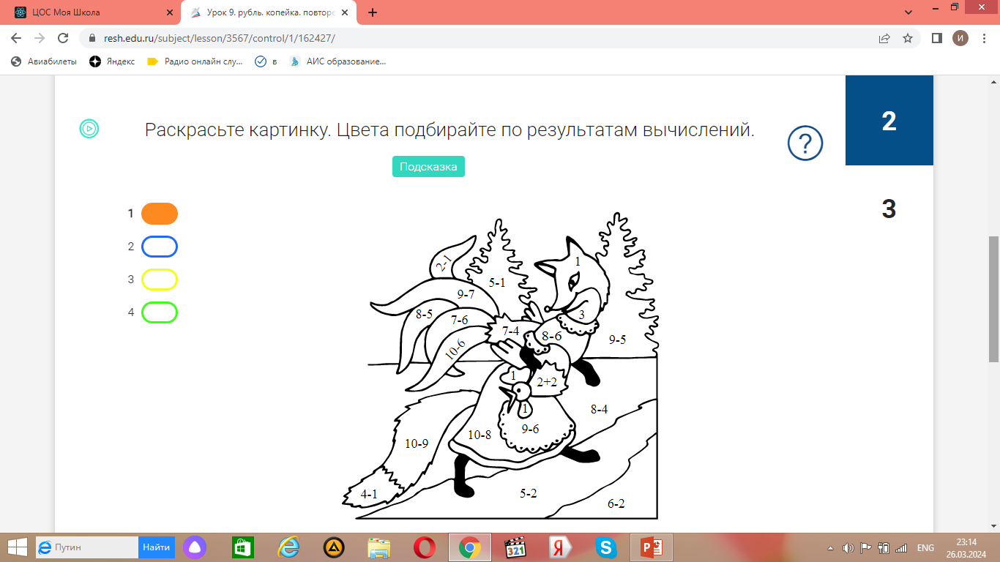 ЦОС Моя Школа
Урок 9. рубль. копейка. повторе
resh.edu.ru/subject/lesson/3567/control/1/162427/
И
Авиабилеты
Яндекс
Радио онлайн слу...
в
АИС образование...
Раскрасьте картинку. Цвета подбирайте по результатам вычислений.
?
2
Подсказка
3
1
2
3
4
2-1
1
5-1
9-7
8-5
7-6
3
7-4
8-6
9-5
10-6
1
2+2
1
8-4
9-6
10-8
10-9
4-1
5-2
6-2
Путин
Найти
321
Я
ENG
23:14
26.03.2024